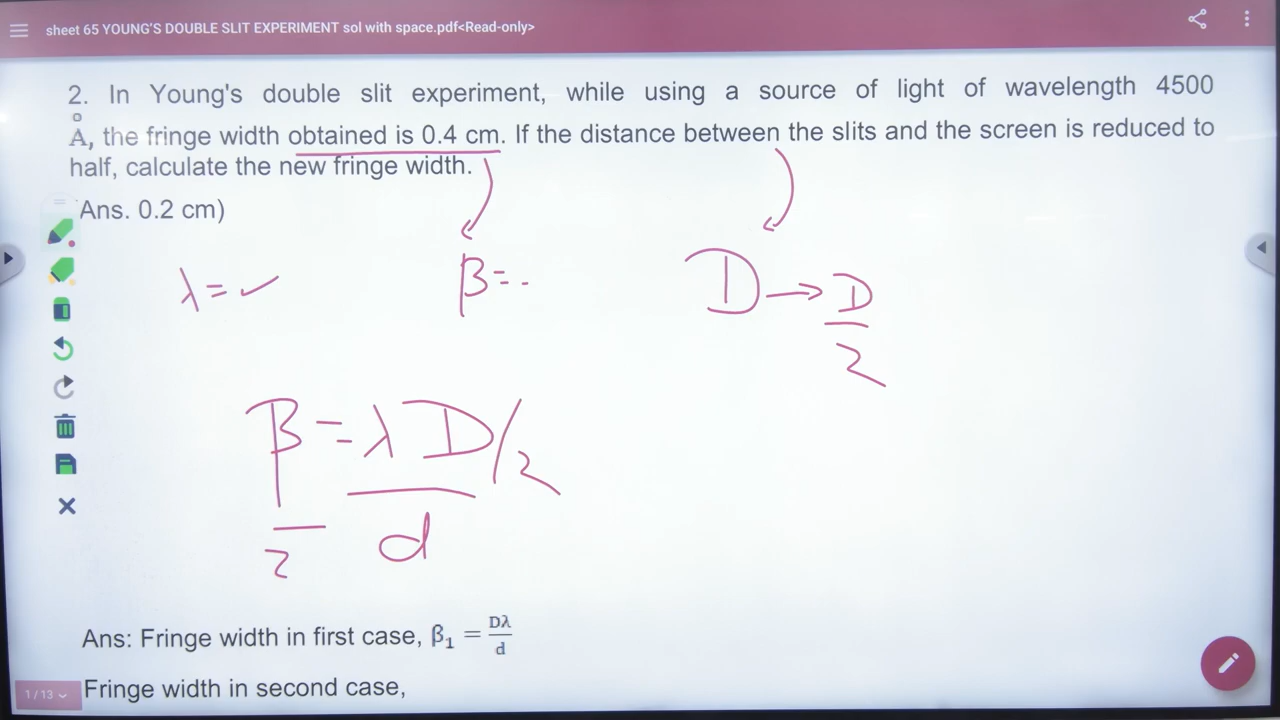 sheet 65 YOUNG'S DOUBLE SLIT EXPERIMENT sol with space.pdf<Read-only>
2. In Young's double slit experiment, while using a source of light of wavelength 4500
Å, the fringe width obtained is 0.4 cm. If the distance between the slits and the screen is reduced to
half, calculate the new fringe width.
Ans. 0.2 cm)
λ = ✓
β = -
D → D/2
β/2 = λ D/2 / d
Ans: Fringe width in first case, β₁ = Dλ/d
1 / 13
Fringe width in second case,